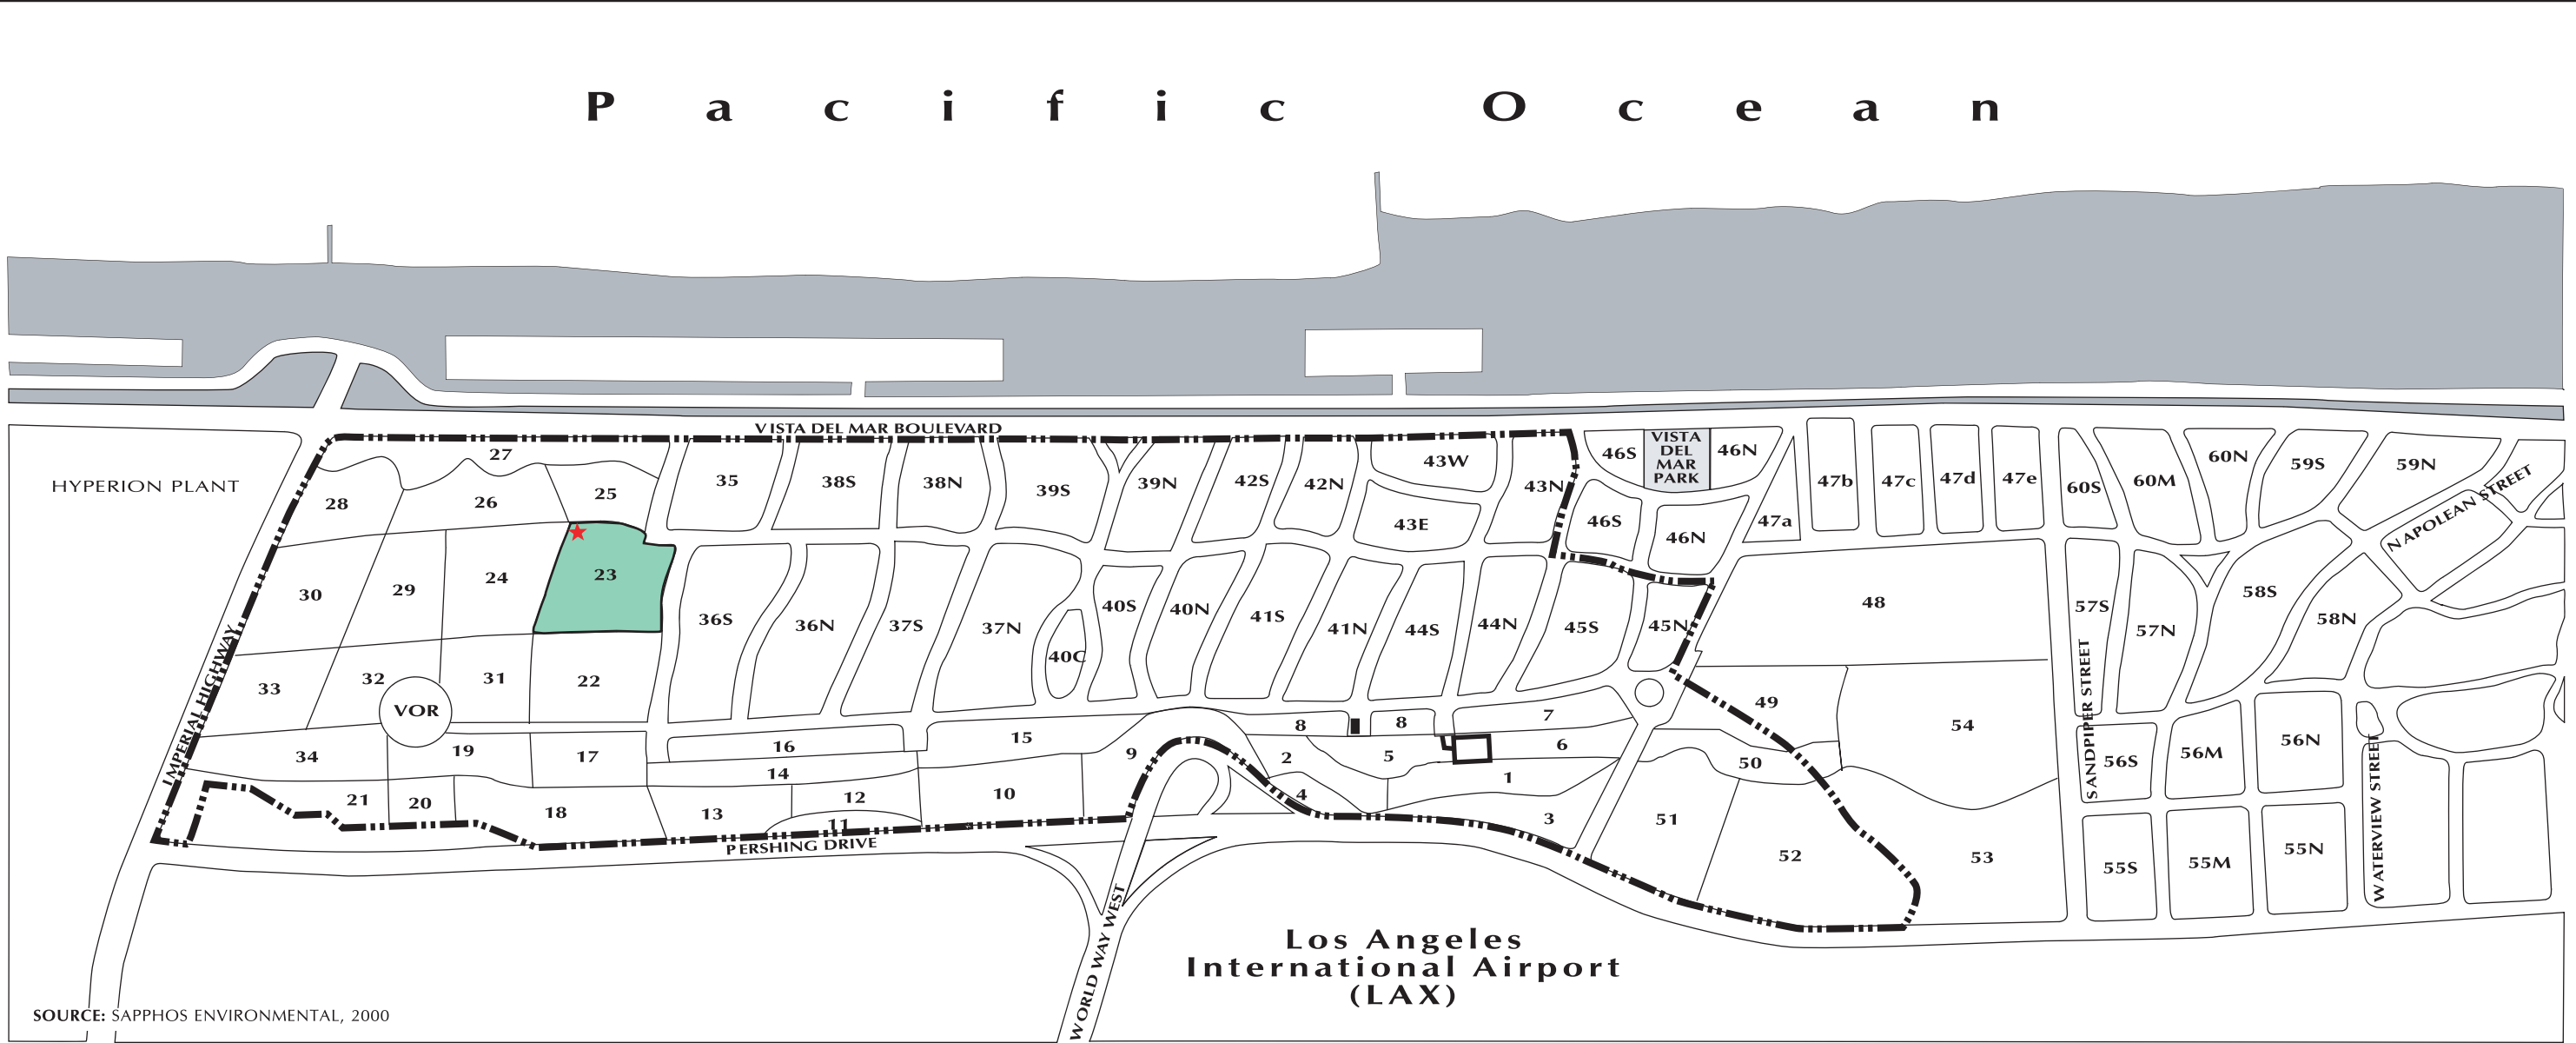 Pacific Ocean
VISTA DEL MAR BOULEVARD
HYPERION PLANT
IMPERIAL HIGHWAY
27
28
26
25
35
38S
38N
39S
39N
42S
42N
43W
43E
43N
46S
VISTA
DEL
MAR
PARK
46N
46S
46N
47a
47b
47c
47d
47e
60S
60M
60N
59S
59N
NAPOLEAN STREET
30
29
24
23
36S
36N
37S
37N
40C
40S
40N
41S
41N
44S
44N
45S
45N
48
57S
57N
58S
58N
SANDPIPER STREET
33
32
31
22
VOR
34
19
17
16
15
14
9
8
8
7
2
5
6
1
4
3
49
50
54
56S
56M
56N
WATERVIEW STREET
21
20
18
13
12
11
10
51
52
53
55S
55M
55N
PERSHING DRIVE
WORLD WAY WEST
Los Angeles
International Airport
(LAX)
SOURCE: SAPPHOS ENVIRONMENTAL, 2000